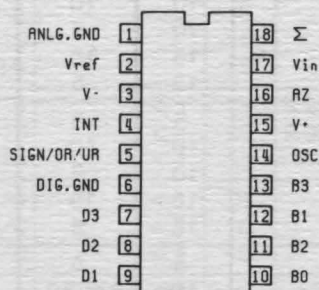 ANLG.GND 1 18 Σ
Vref 2 17 Vin
V- 3 16 AZ
INT 4 15 V+
SIGN/OR/UR 5 14 OSC
DIG.GND 6 13 B3
D3 7 12 B1
D2 8 11 B2
D1 9 10 B0